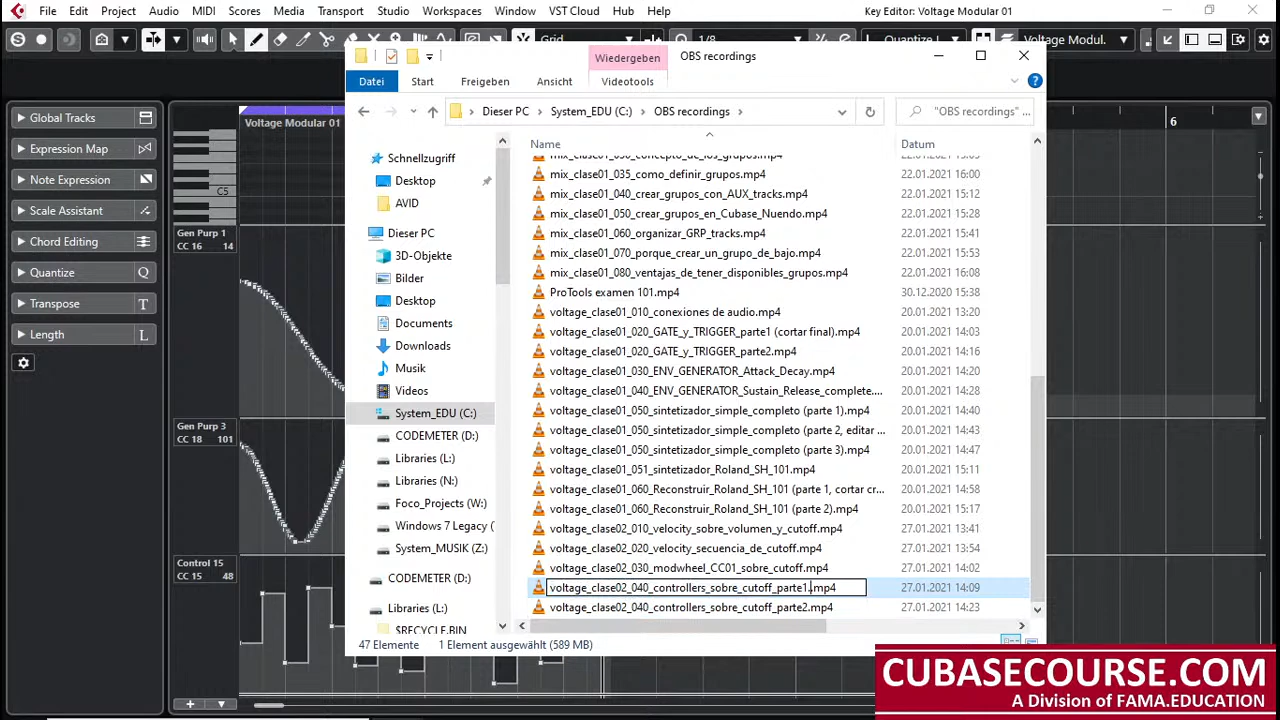 File Edit Project Audio MIDI Scores Media Transport Studio Workspaces Window VST Cloud Hub Help Key Editor: Voltage Modular 01
Grid 1/8 Quantize L Voltage Modul.
Wiedergeben OBS recordings
Datei Start Freigeben Ansicht Videotools
Dieser PC System_EDU (C:) OBS recordings "OBS recordings" ...
Global Tracks
Expression Map
Note Expression
Scale Assistant
Chord Editing
Quantize Q
Transpose T
Length L
Voltage Modular 01
6
C5
Gen Purp 1
CC 16 14
Gen Purp 3
CC 18 101
Control 15
Schnellzugriff
Desktop
AVID
Dieser PC
3D-Objekte
Bilder
Desktop
Documents
Downloads
Music
Videos
System_EDU (C:)
CODEMETER (D:)
Libraries (L:)
Libraries (N:)
Foco_Projects (W:)
Windows 7 Legacy (
System_MUSIK (Z:)
CODEMETER (D:)
Libraries (L:)
$RECYCLE.BIN
Name Datum
mix_clase01_030_concepto_de_los_grupos.mp4
mix_clase01_035_como_definir_grupos.mp4 22.01.2021 16:00
mix_clase01_040_crear_grupos_con_AUX_tracks.mp4 22.01.2021 15:12
mix_clase01_050_crear_grupos_en_Cubase_Nuendo.mp4 22.01.2021 15:28
mix_clase01_060_organizar_GRP_tracks.mp4 22.01.2021 15:41
mix_clase01_070_porque_crear_un_grupo_de_bajo.mp4 22.01.2021 15:53
mix_clase01_080_ventajas_de_tener_disponibles_grupos.mp4 22.01.2021 16:08
ProTools examen 101.mp4 30.12.2020 15:38
voltage_clase01_010_conexiones de audio.mp4 20.01.2021 13:20
voltage_clase01_020_GATE_y_TRIGGER_parte1 (cortar final).mp4 20.01.2021 14:03
voltage_clase01_020_GATE_y_TRIGGER_parte2.mp4 20.01.2021 14:16
voltage_clase01_030_ENV_GENERATOR_Attack_Decay.mp4 20.01.2021 14:20
voltage_clase01_040_ENV_GENERATOR_Sustain_Release_complete.... 20.01.2021 14:28
voltage_clase01_050_sintetizador_simple_completo (parte 1).mp4 20.01.2021 14:40
voltage_clase01_050_sintetizador_simple_completo (parte 2, editar ... 20.01.2021 14:43
voltage_clase01_050_sintetizador_simple_completo (parte 3).mp4 20.01.2021 14:47
voltage_clase01_051_sintetizador_Roland_SH_101.mp4 20.01.2021 15:11
voltage_clase01_060_Reconstruir_Roland_SH_101 (parte 1, cortar cr... 20.01.2021 14:58
voltage_clase01_060_Reconstruir_Roland_SH_101 (parte 2).mp4 20.01.2021 15:17
voltage_clase02_010_velocity_sobre_volumen_y_cutoff.mp4 27.01.2021 13:41
voltage_clase02_020_velocity_secuencia_de_cutoff.mp4 27.01.2021 13:54
voltage_clase02_030_modwheel_CC01_sobre_cutoff.mp4 27.01.2021 14:02
voltage_clase02_040_controllers_sobre_cutoff_parte1.mp4 27.01.2021 14:09
voltage_clase02_040_controllers_sobre_cutoff_parte2.mp4 27.01.2021 14:23
47 Elemente 1 Element ausgewählt (589 MB)
CUBASECOURSE.COM
A Division of FAMA.EDUCATION